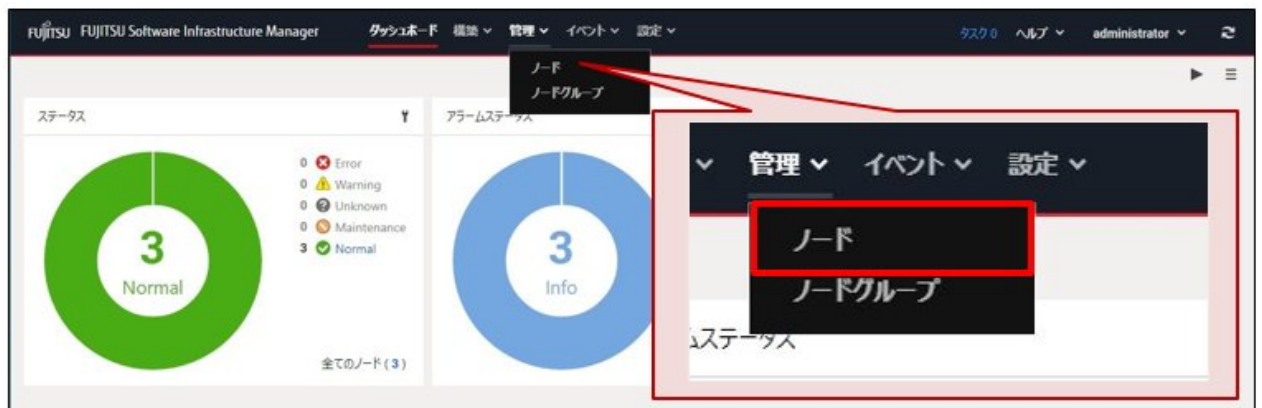 FUJITSU FUJITSU Software Infrastructure Manager ダッシュボード 構築 管理 イベント 設定 タスク 0 ヘルプ administrator
ノード
ノードグループ
ステータス
アラームステータス
0 Error
0 Warning
0 Unknown
0 Maintenance
3 Normal
3
Normal
全てのノード ( 3 )
3
Info
管理 イベント 設定
ノード
ノードグループ
ムステータス